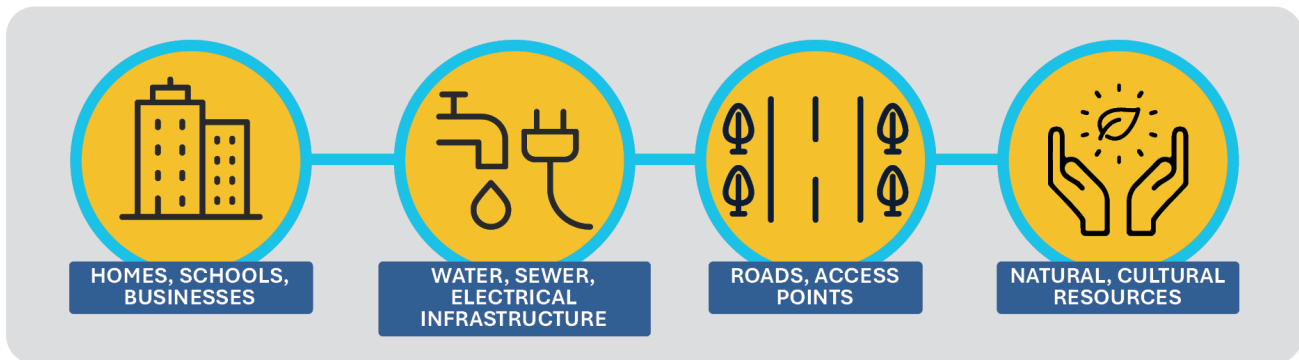 HOMES, SCHOOLS,
BUSINESSES
WATER, SEWER,
ELECTRICAL
INFRASTRUCTURE
ROADS, ACCESS
POINTS
NATURAL, CULTURAL
RESOURCES